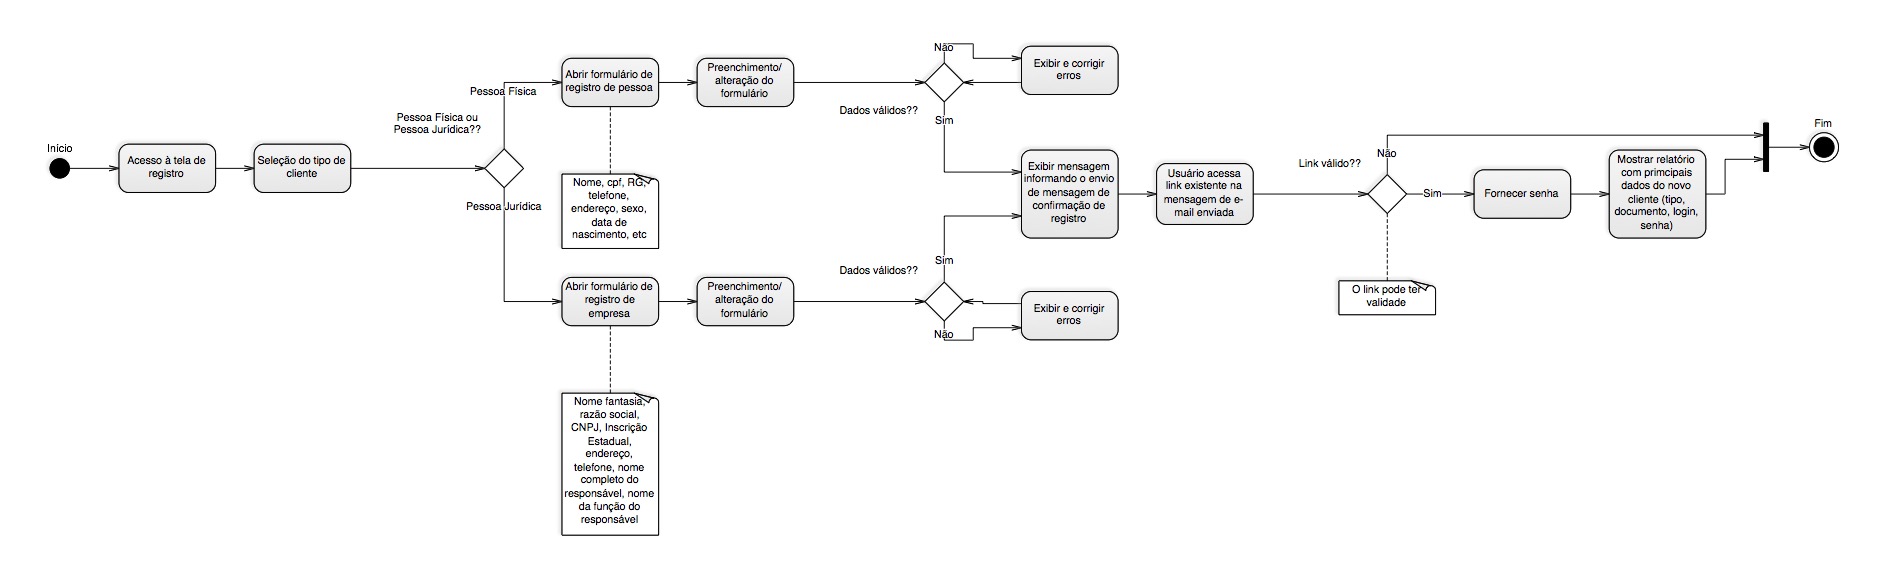 Início
Acesso à tela de
registro
Seleção do tipo de
cliente
Pessoa Física ou
Pessoa Jurídica??
Pessoa Física
Pessoa Jurídica
Abrir formulário de
registro de pessoa
Preenchimento/
alteração do
formulário
Nome, cpf, RG,
telefone,
endereço, sexo,
data de
nascimento, etc
Abrir formulário de
registro de
empresa
Preenchimento/
alteração do
formulário
Nome fantasia,
razão social,
CNPJ, Inscrição
Estadual,
endereço,
telefone, nome
completo do
responsável, nome
da função do
responsável
Não
Dados válidos??
Sim
Exibir e corrigir
erros
Dados válidos??
Sim
Não
Exibir e corrigir
erros
Exibir mensagem
informando o envio
de mensagem de
confirmação de
registro
Usuário acessa
link existente na
mensagem de e-
mail enviada
Link válido??
Não
Sim
O link pode ter
validade
Fornecer senha
Mostrar relatório
com principais
dados do novo
cliente (tipo,
documento, login,
senha)
Fim